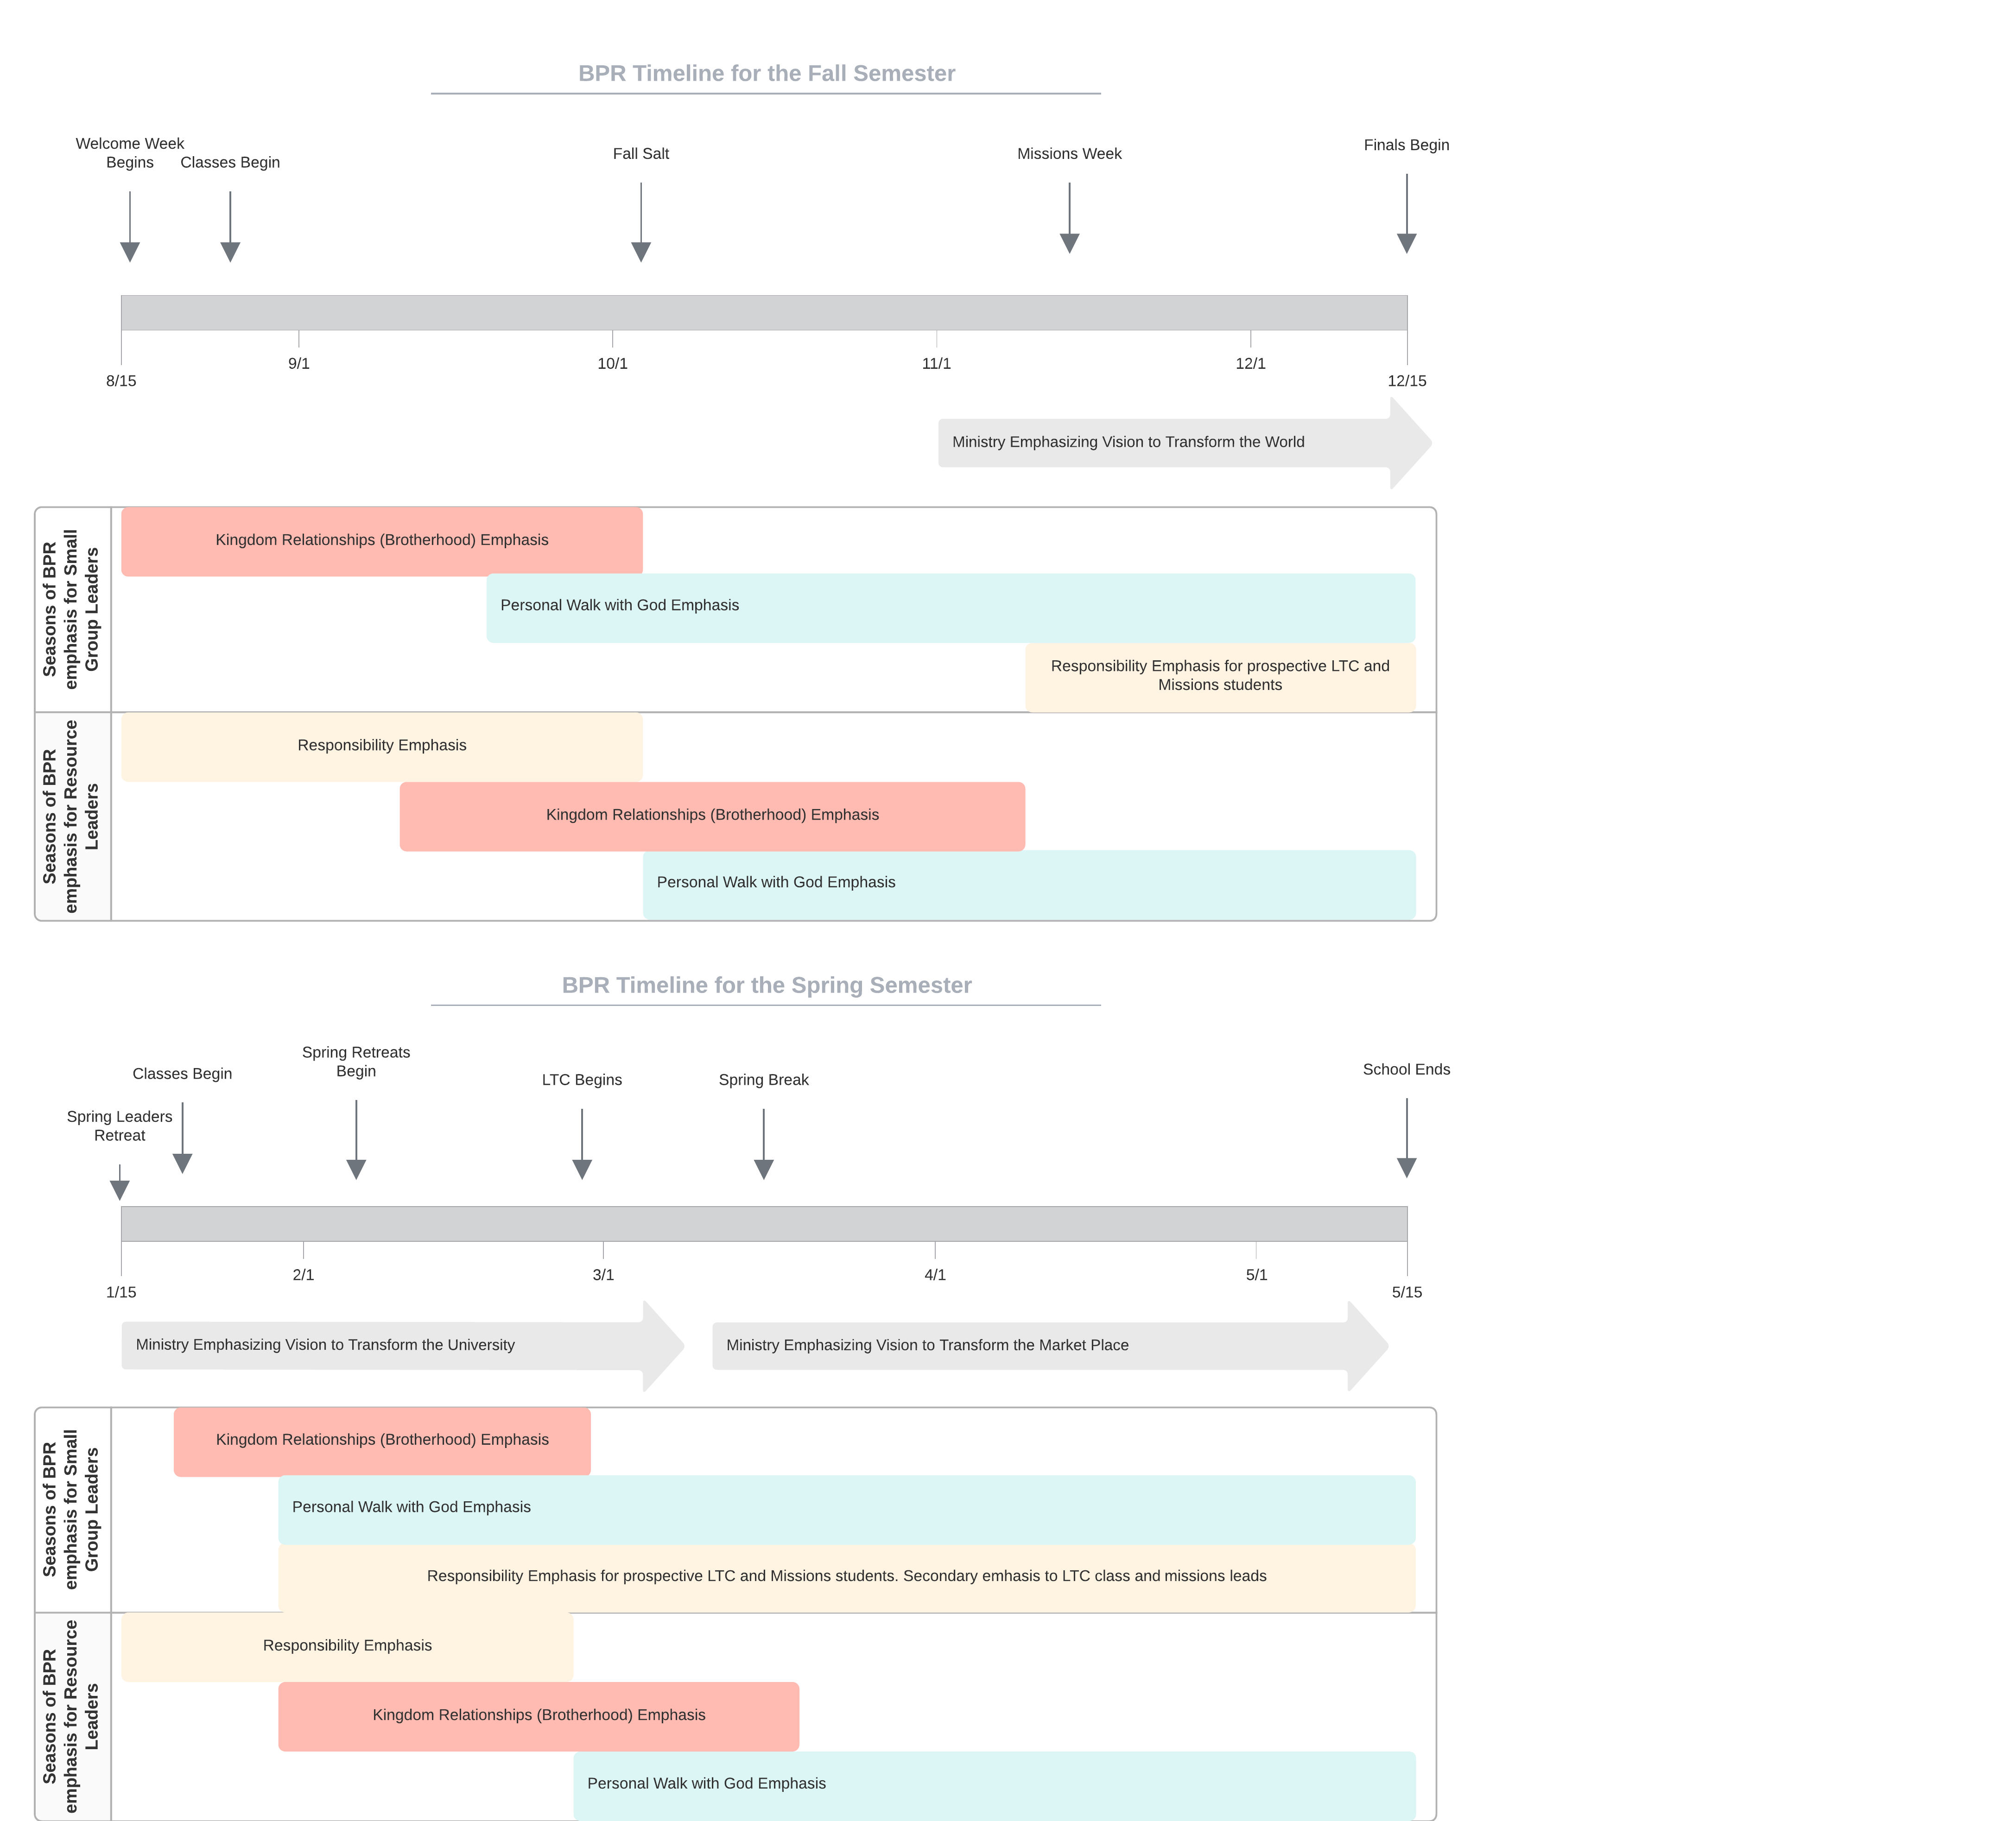 BPR Timeline for the Fall Semester
Welcome Week
Begins
Classes Begin
Fall Salt
Missions Week
Finals Begin
8/15
9/1
10/1
11/1
12/1
12/15
Ministry Emphasizing Vision to Transform the World
Seasons of BPR
emphasis for Small
Group Leaders
Kingdom Relationships (Brotherhood) Emphasis
Personal Walk with God Emphasis
Responsibility Emphasis for prospective LTC and
Missions students
Seasons of BPR
emphasis for Resource
Leaders
Responsibility Emphasis
Kingdom Relationships (Brotherhood) Emphasis
Personal Walk with God Emphasis
BPR Timeline for the Spring Semester
Spring Leaders
Retreat
Classes Begin
Spring Retreats
Begin
LTC Begins
Spring Break
School Ends
1/15
2/1
3/1
4/1
5/1
5/15
Ministry Emphasizing Vision to Transform the University
Ministry Emphasizing Vision to Transform the Market Place
Seasons of BPR
emphasis for Small
Group Leaders
Kingdom Relationships (Brotherhood) Emphasis
Personal Walk with God Emphasis
Responsibility Emphasis for prospective LTC and Missions students. Secondary emhasis to LTC class and missions leads
Seasons of BPR
emphasis for Resource
Leaders
Responsibility Emphasis
Kingdom Relationships (Brotherhood) Emphasis
Personal Walk with God Emphasis